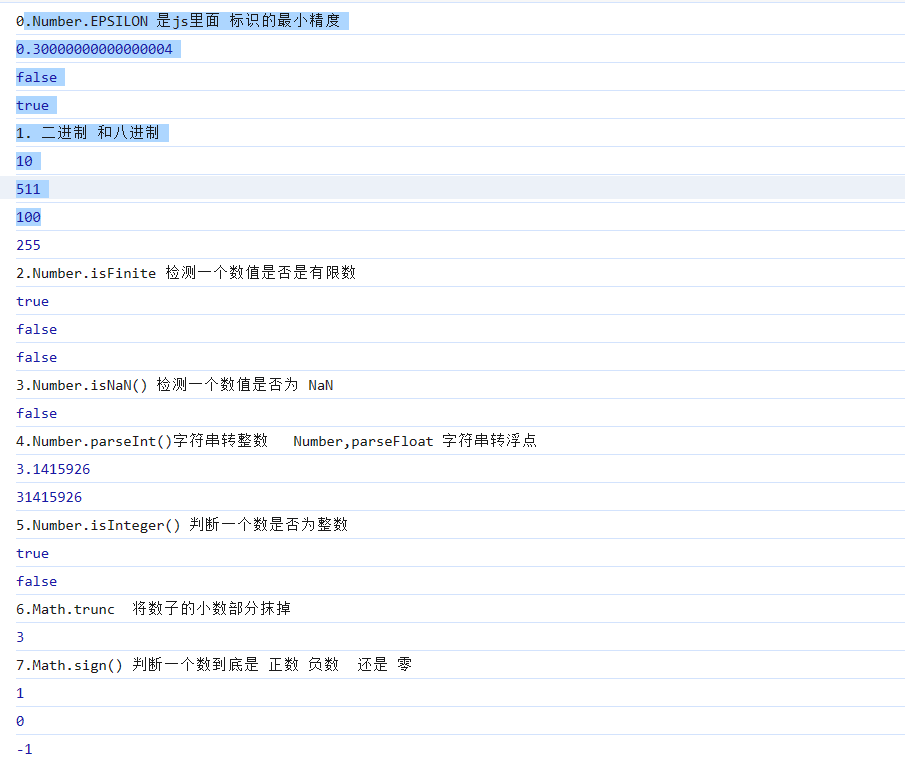 0.Number.EPSILON 是js里面 标识的最小精度
0.30000000000000004
false
true
1. 二进制 和八进制
10
511
100
255
2.Number.isFinite 检测一个数值是否是有限数
true
false
false
3.Number.isNaN() 检测一个数值是否为 NaN
false
4.Number.parseInt()字符串转整数   Number,parseFloat 字符串转浮点
3.1415926
31415926
5.Number.isInteger() 判断一个数是否为整数
true
false
6.Math.trunc  将数子的小数部分抹掉
3
7.Math.sign() 判断一个数到底是 正数 负数  还是 零
1
0
-1